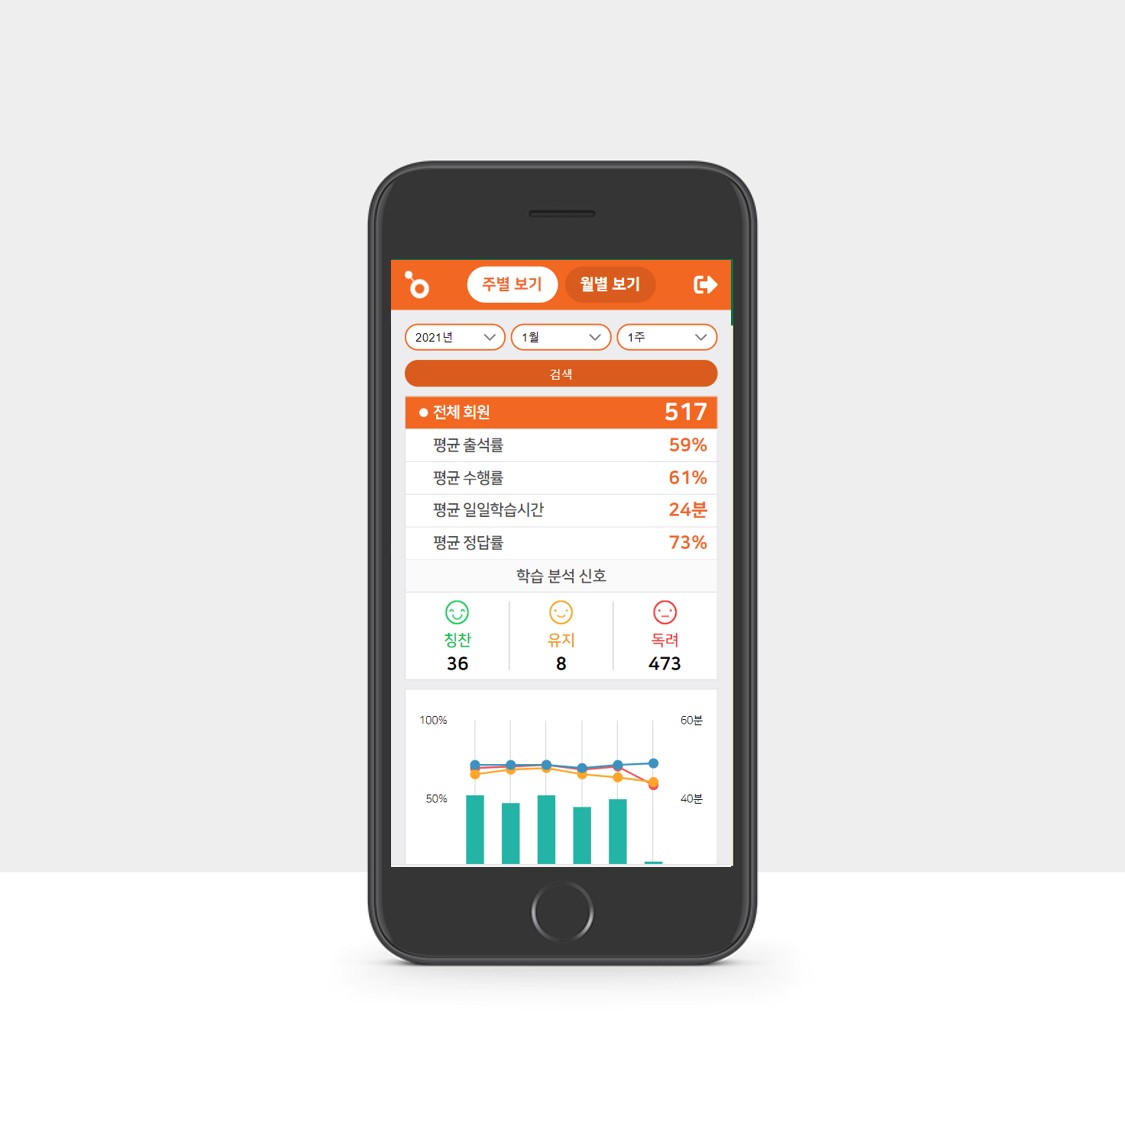 주별 보기 월별 보기
2021년 1월 1주
검색
전체 회원 517
평균 출석률 59%
평균 수행률 61%
평균 일일학습시간 24분
평균 정답률 73%
학습 분석 신호
칭찬 유지 독려
36 8 473
100% 60분
50% 40분